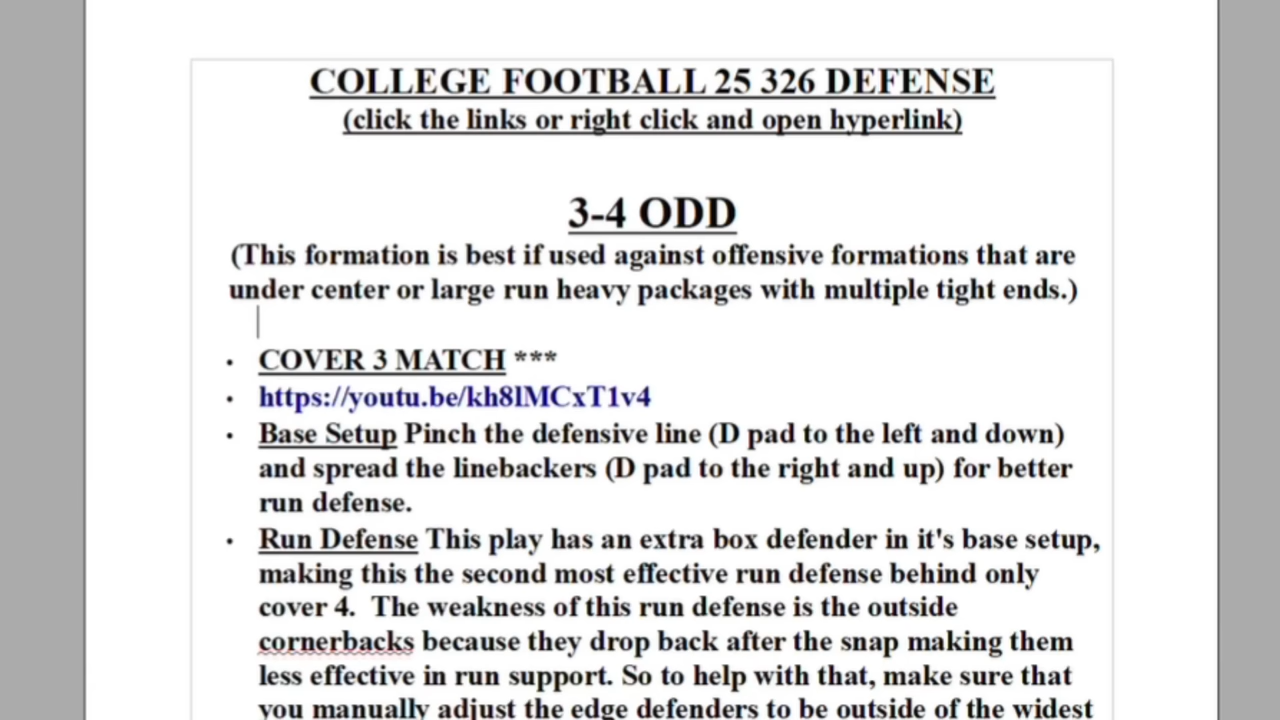 COLLEGE FOOTBALL 25 326 DEFENSE
(click the links or right click and open hyperlink)
3-4 ODD
(This formation is best if used against offensive formations that are
under center or large run heavy packages with multiple tight ends.)
• COVER 3 MATCH ***
• https://youtu.be/kh8lMCxT1v4
• Base Setup Pinch the defensive line (D pad to the left and down)
and spread the linebackers (D pad to the right and up) for better
run defense.
• Run Defense This play has an extra box defender in it's base setup,
making this the second most effective run defense behind only
cover 4.  The weakness of this run defense is the outside
cornerbacks because they drop back after the snap making them
less effective in run support. So to help with that, make sure that
you manually adjust the edge defenders to be outside of the widest